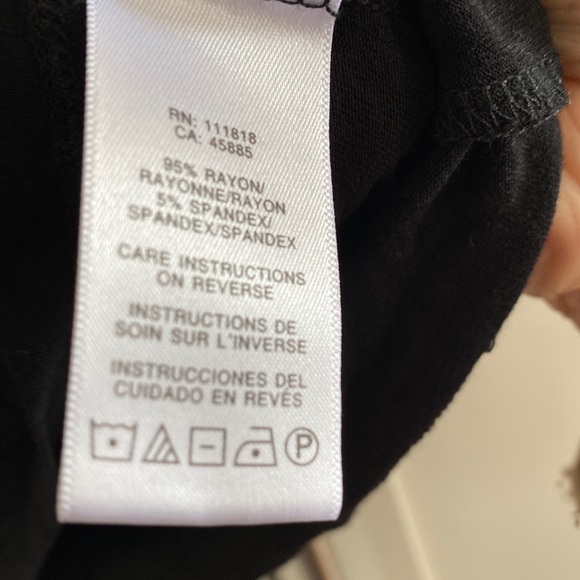 RN: 111818
CA: 45885
95% RAYON/
RAYONNE/RAYON
5% SPANDEX/
SPANDEX/SPANDEX
CARE INSTRUCTIONS
ON REVERSE
INSTRUCTIONS DE
SOIN SUR L'INVERSE
INSTRUCCIONES DEL
CUIDADO EN REVÉS
P